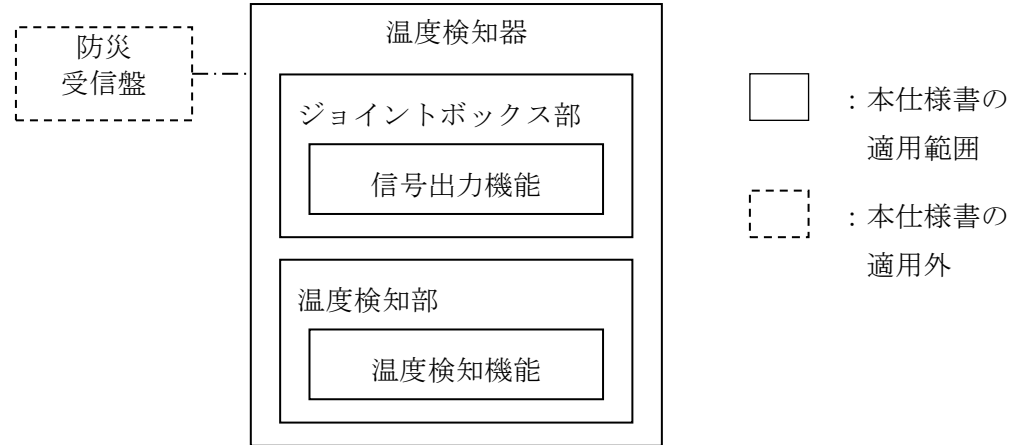 防災
受信盤
温度検知器
ジョイントボックス部
信号出力機能
温度検知部
温度検知機能
：本仕様書の
適用範囲
：本仕様書の
適用外